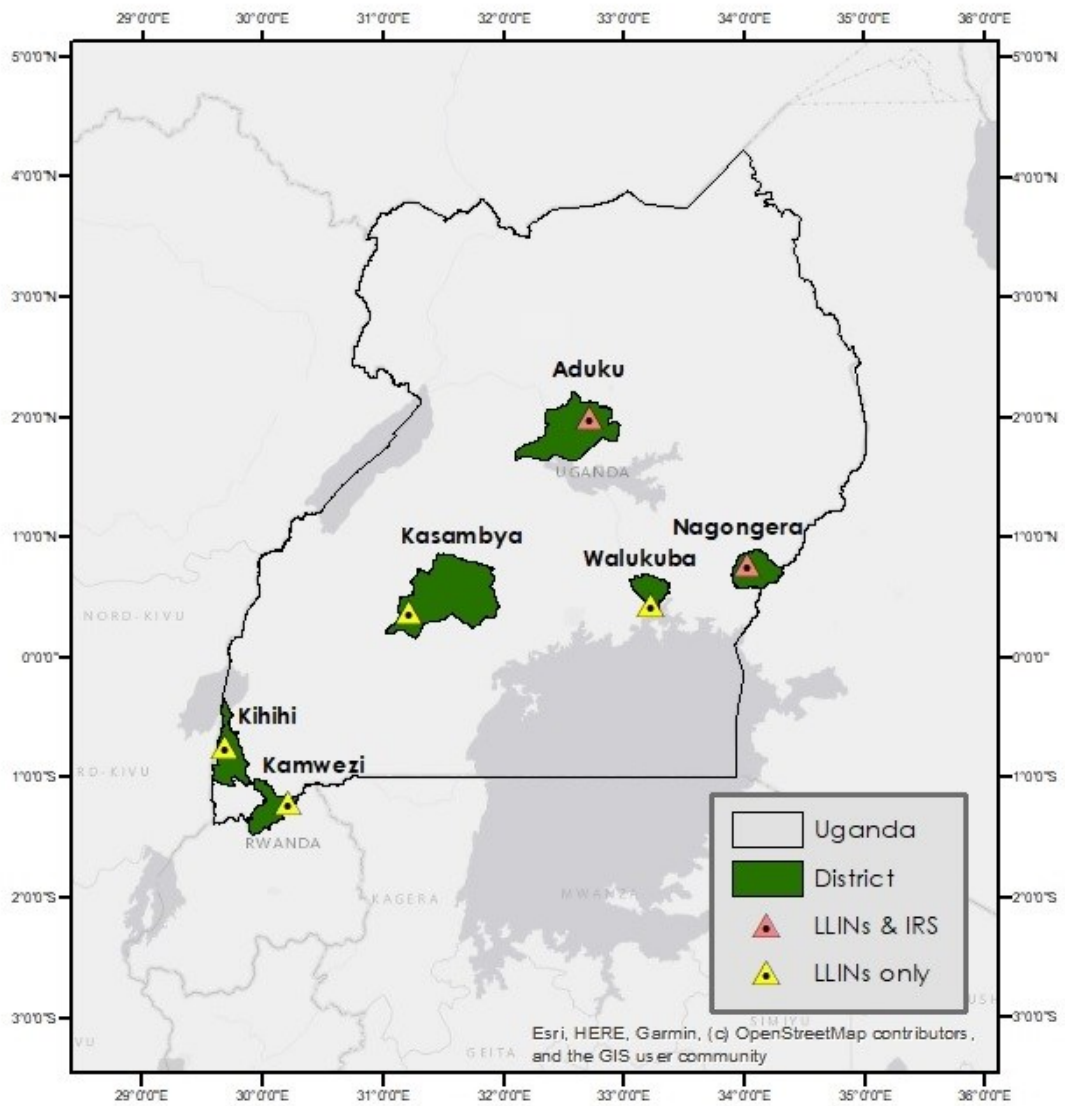 29°0'0"E 30°0'0"E 31°0'0"E 32°0'0"E 33°0'0"E 34°0'0"E 35°0'0"E 36°0'0"E
5°0'0"N 5°0'0"N
4°0'0"N 4°0'0"N
3°0'0"N 3°0'0"N
Aduku
2°0'0"N 2°0'0"N
UGANDA
Nagongera
1°0'0"N 1°0'0"N
Kasambya
Walukuba
NORD-KIVU
0°0'0" 0°0'0"
Kihihi
Kamwezi
RD-KIVU
1°0'0"S 1°0'0"S
Uganda
RWANDA
District
KAGERA
MWANZA
2°0'0"S 2°0'0"S
LLINs & IRS
LLINs only
USH
3°0'0"S 3°0'0"S
SIMIYU
VU
GEITA
Esri, HERE, Garmin, (c) OpenStreetMap contributors,
and the GIS user community
29°0'0"E 30°0'0"E 31°0'0"E 32°0'0"E 33°0'0"E 34°0'0"E 35°0'0"E 36°0'0"E